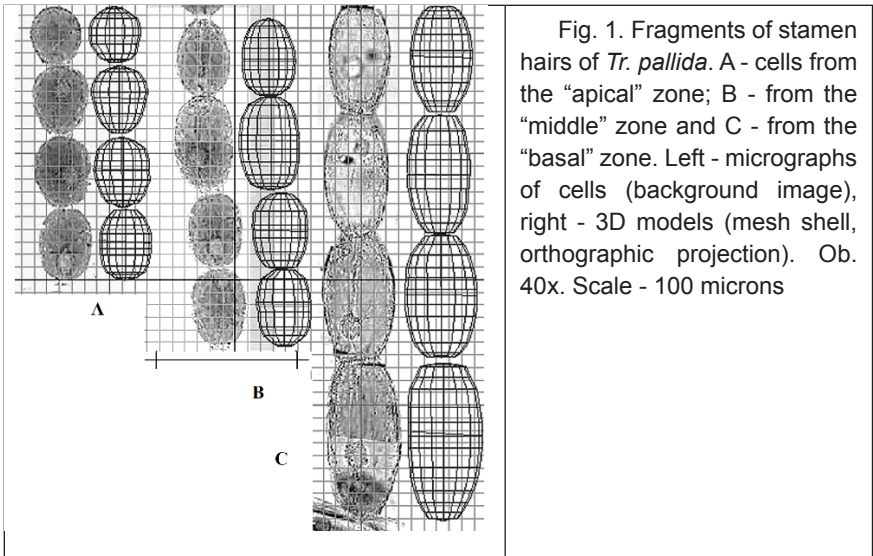 A
B
C
Fig. 1. Fragments of stamen
hairs of Tr. pallida. A - cells from
the “apical” zone; B - from the
“middle” zone and C - from the
“basal” zone. Left - micrographs
of cells (background image),
right - 3D models (mesh shell,
orthographic projection). Ob.
40x. Scale - 100 microns